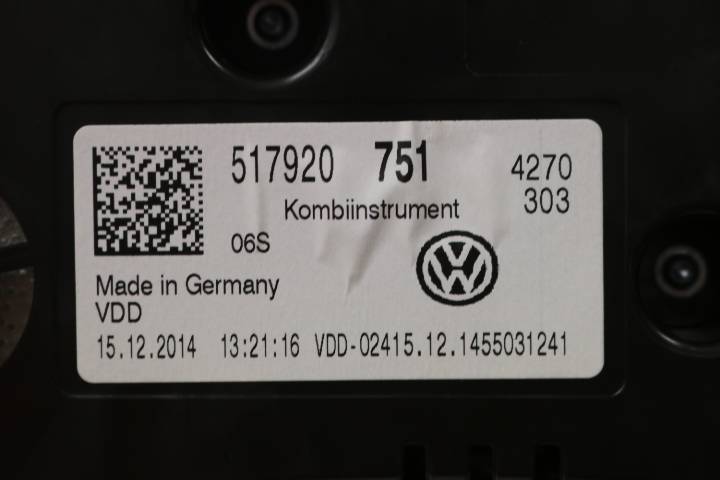 517920 751 4270
Kombiinstrument 303
06S
Made in Germany
VDD
15.12.2014 13:21:16 VDD-02415.12.1455031241